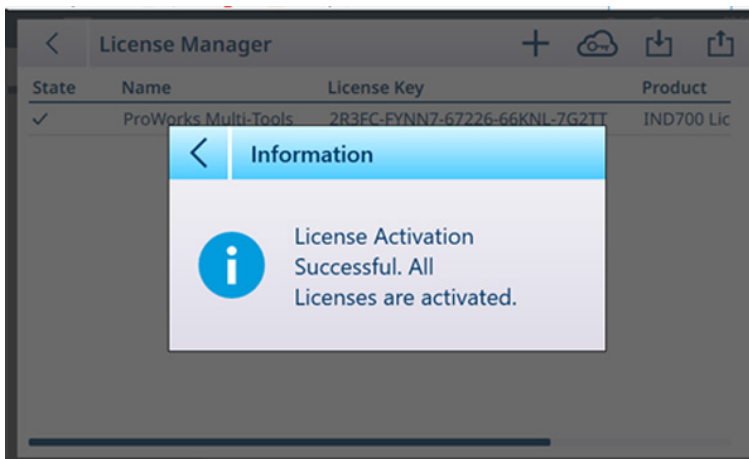 License Manager
State Name License Key Product
ProWorks Multi-Tools 2R3FC-FYNN7-67226-66KNL-7G2TT IND700 Lic
Information
License Activation
Successful. All
Licenses are activated.